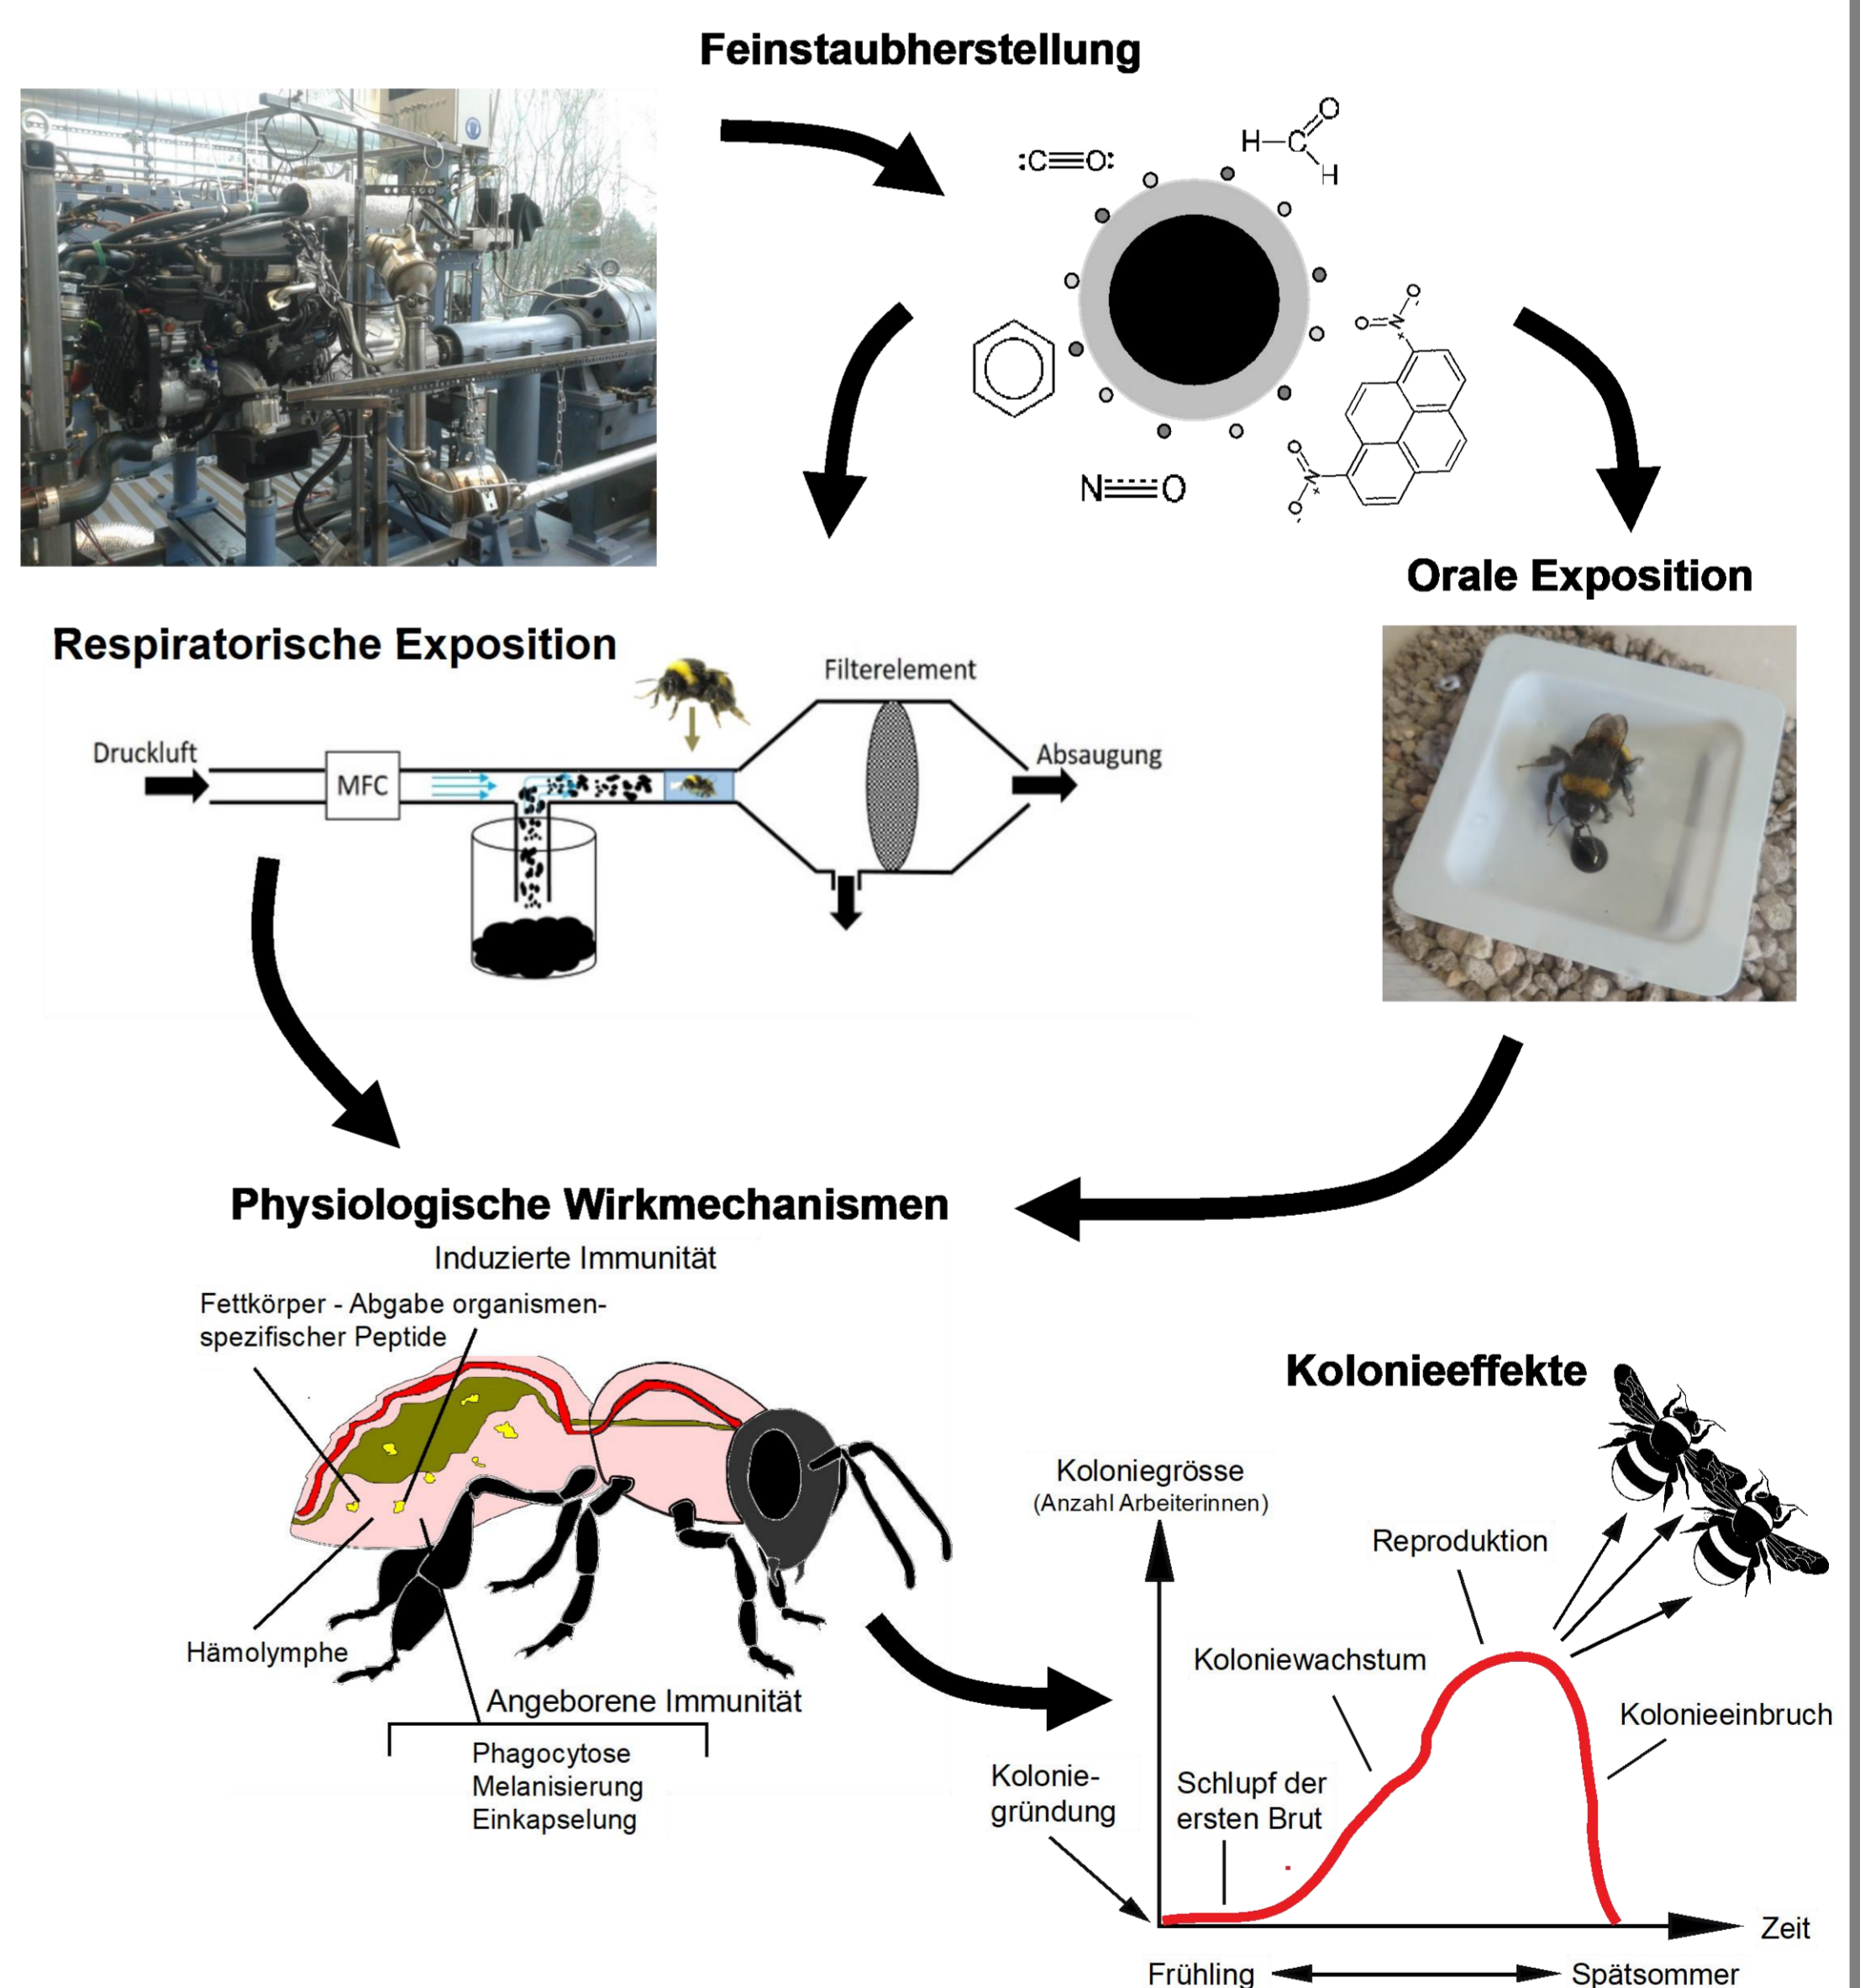 Feinstaubherstellung
:C≡O:
H-C
O
H
N
O
O
N
+
O
-
O
N
+
O
-
Orale Exposition
Respiratorische Exposition
Filterelement
Druckluft
MFC
Absaugung
Physiologische Wirkmechanismen
Induzierte Immunität
Fettkörper - Abgabe organismen-
spezifischer Peptide
Hämolymphe
Angeborene Immunität
Phagocytose
Melanisierung
Einkapselung
Kolonieeffekte
Koloniegrösse
(Anzahl Arbeiterinnen)
Reproduktion
Koloniewachstum
Kolonieeinbruch
Kolonie-
gründung
Schlupf der
ersten Brut
Zeit
Frühling
Spätsommer